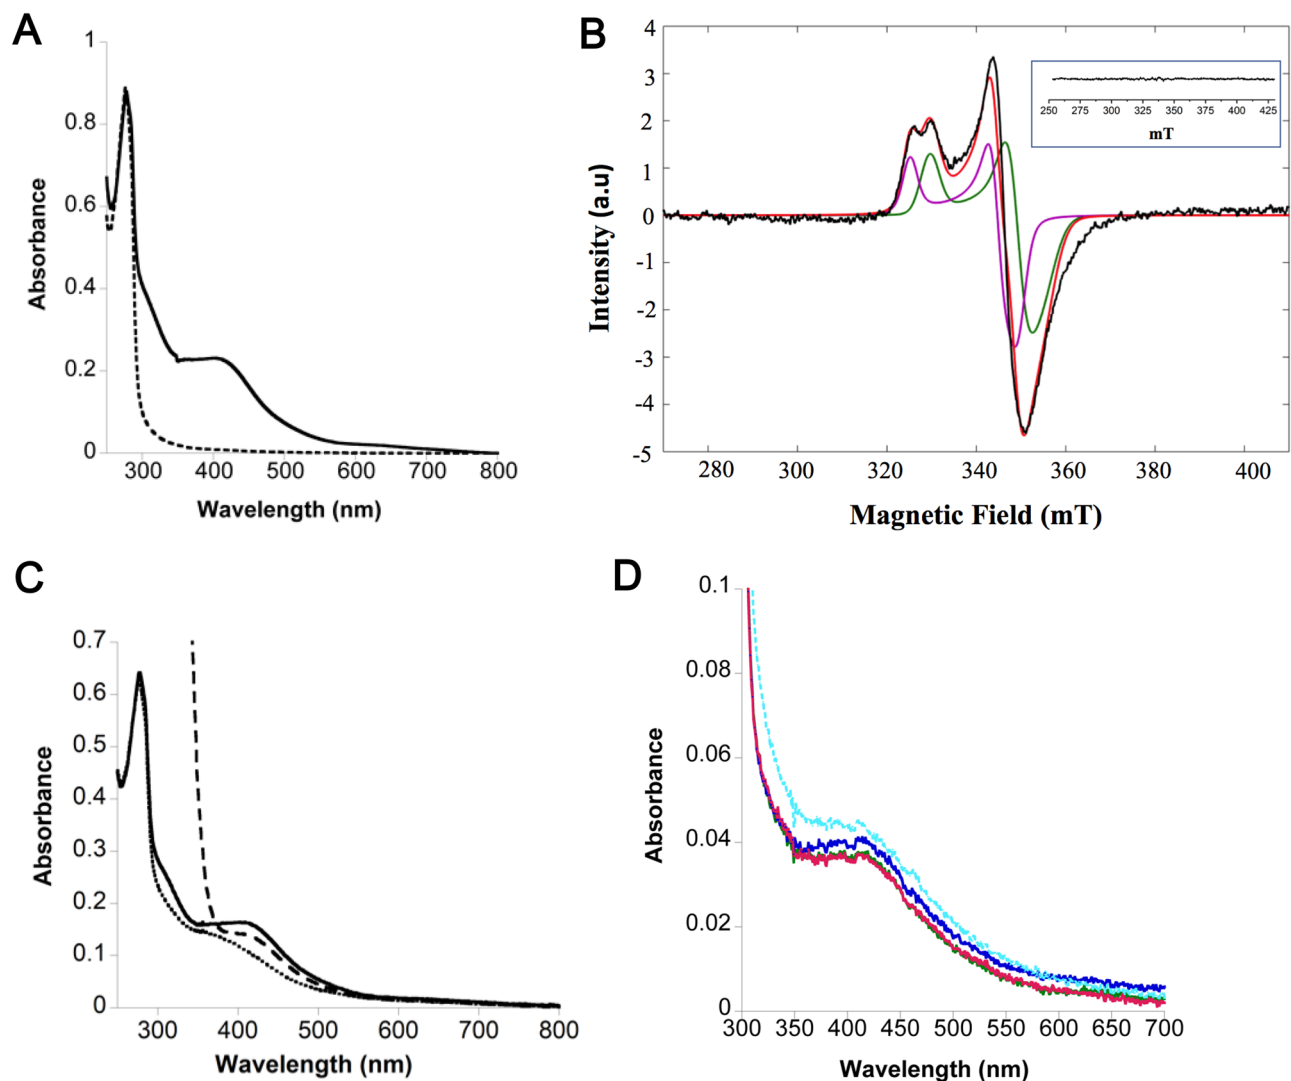 A
1
0.8
0.6
0.4
0.2
0
Absorbance
300 400 500 600 700 800
Wavelength (nm)
B
4
3
2
1
0
-1
-2
-3
-4
-5
Intensity (a.u)
250 275 300 325 350 375 400 425
mT
280 300 320 340 360 380 400
Magnetic Field (mT)
C
0.7
0.6
0.5
0.4
0.3
0.2
0.1
0
Absorbance
300 400 500 600 700 800
Wavelength (nm)
D
0.1
0.08
0.06
0.04
0.02
0
Absorbance
300 350 400 450 500 550 600 650 700
Wavelength (nm)